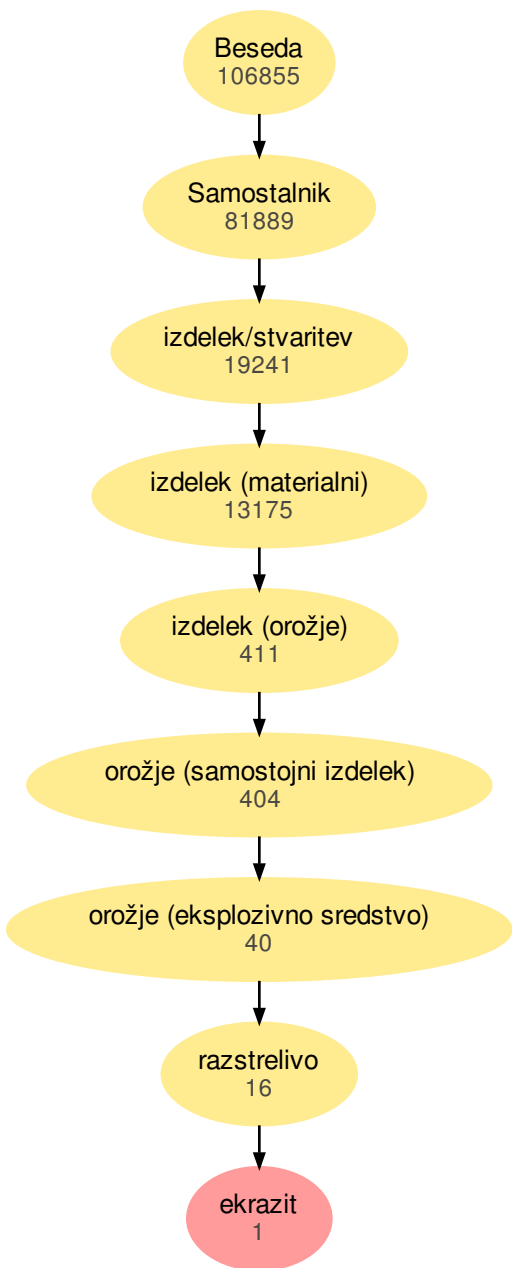 Beseda
106855
Samostalnik
81889
izdelek/stvaritev
19241
izdelek (materialni)
13175
izdelek (orožje)
411
orožje (samostojni izdelek)
404
orožje (eksplozivno sredstvo)
40
razstrelivo
16
ekrazit
1